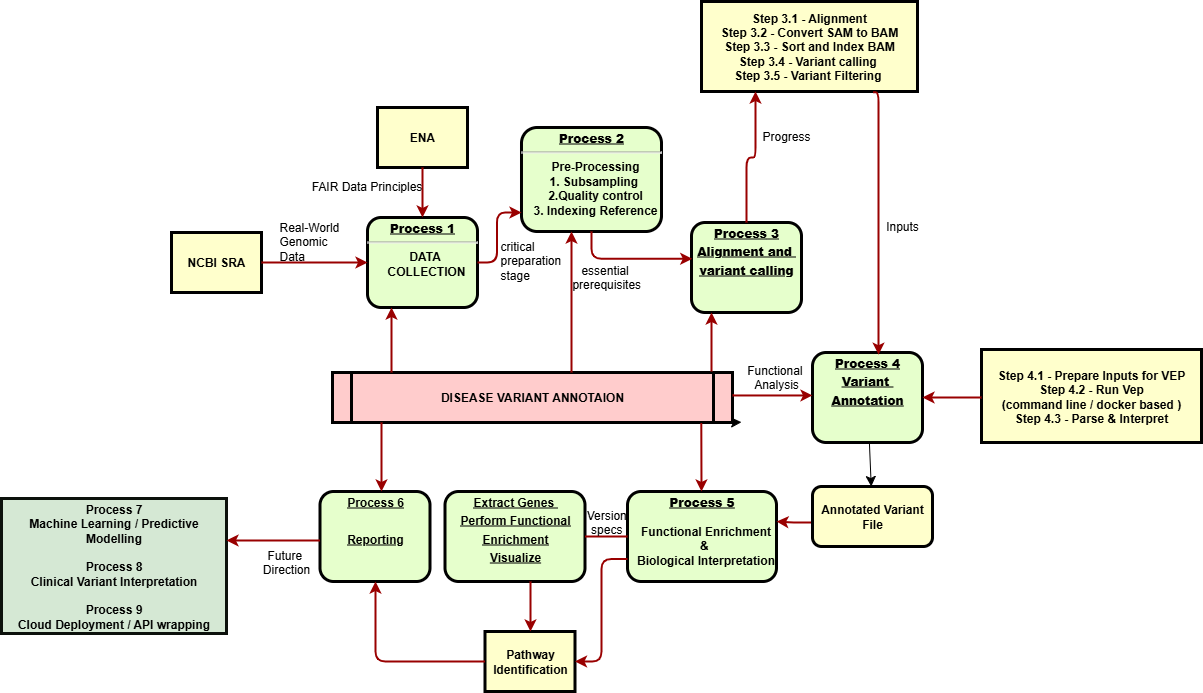 Step 3.1 - Alignment
Step 3.2 - Convert SAM to BAM
Step 3.3 - Sort and Index BAM
Step 3.4 - Variant calling
Step 3.5 - Variant Filtering
Progress
Inputs
ENA
FAIR Data Principles
NCBI SRA
Real-World
Genomic
Data
Process 1
DATA
COLLECTION
critical
preparation
stage
Process 2
Pre-Processing
1. Subsampling
2.Quality control
3. Indexing Reference
essential
prerequisites
Process 3
Alignment and
variant calling
DISEASE VARIANT ANNOTAION
Functional
Analysis
Process 4
Variant
Annotation
Step 4.1 - Prepare Inputs for VEP
Step 4.2 - Run Vep
(command line / docker based )
Step 4.3 - Parse & Interpret
Annotated Variant
File
Process 5
Functional Enrichment
&
Biological Interpretation
Version
specs
Extract Genes
Perform Functional
Enrichment
Visualize
Pathway
Identification
Process 6
Reporting
Future
Direction
Process 7
Machine Learning / Predictive
Modelling
Process 8
Clinical Variant Interpretation
Process 9
Cloud Deployment / API wrapping